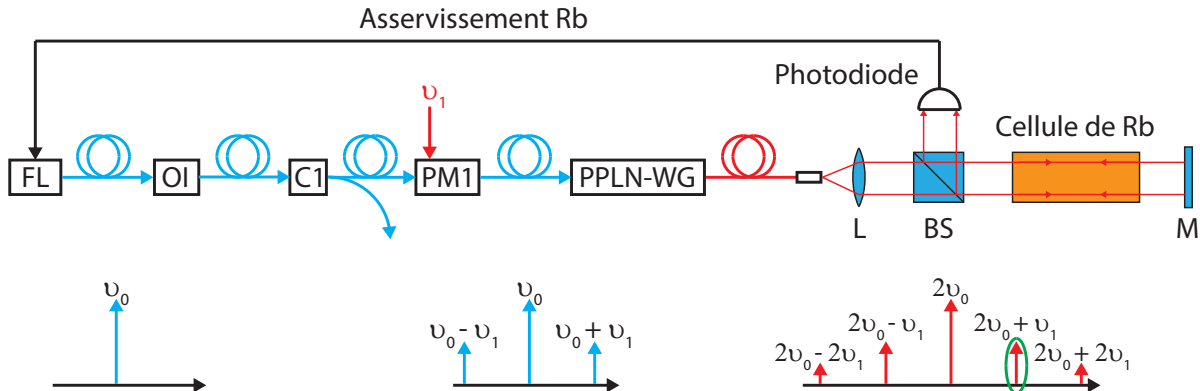 Asservissement Rb
Photodiode
υ₁
Cellule de Rb
FL
OI
C1
PM1
PPLN-WG
L
BS
M
υ₀
υ₀ - υ₁
υ₀
υ₀ + υ₁
2υ₀ - 2υ₁
2υ₀ - υ₁
2υ₀
2υ₀ + υ₁
2υ₀ + 2υ₁